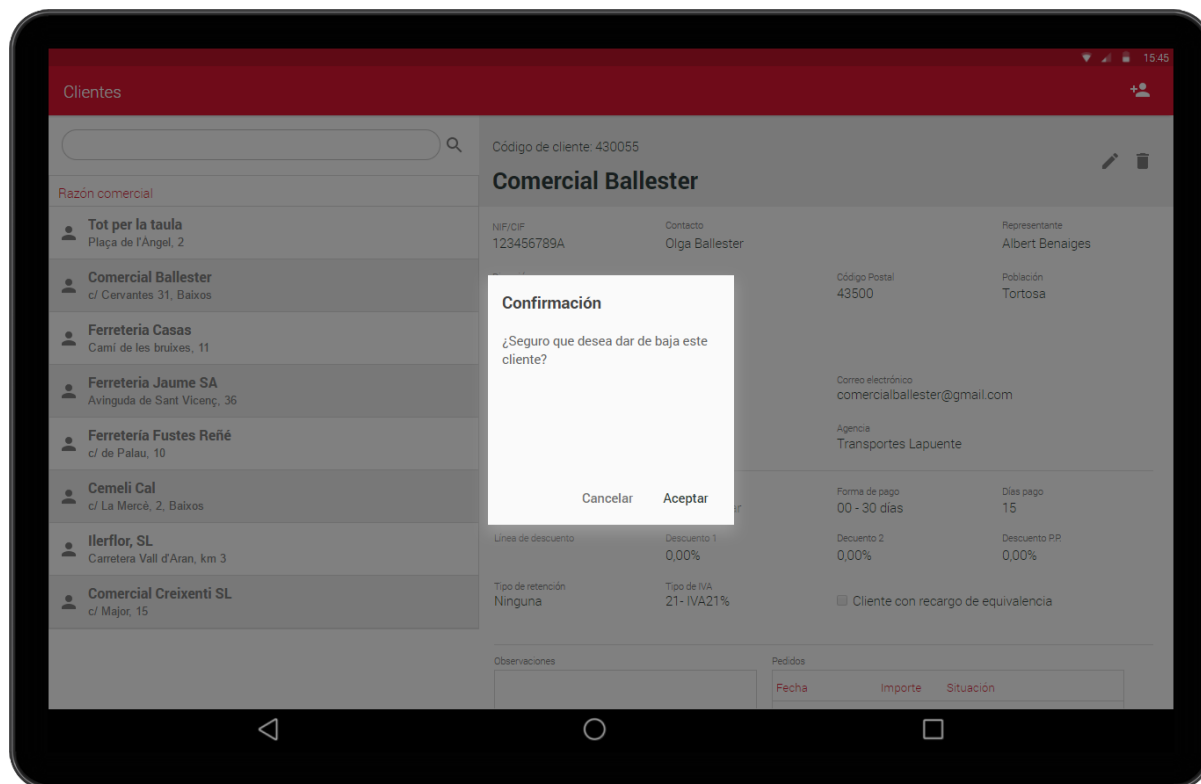 15:45
Clientes
Razón comercial
Tot per la taula
Plaça de l'Àngel, 2
Comercial Ballester
c/ Cervantes 31, Baixos
Ferreteria Casas
Camí de les bruixes, 11
Ferreteria Jaume SA
Avinguda de Sant Vicenç, 36
Ferretería Fustes Reñé
c/ de Palau, 10
Cemeli Cal
c/ La Mercé, 2, Baixos
Ilerflor, SL
Carretera Vall d'Aran, km 3
Comercial Creixenti SL
c/ Major, 15
Código de cliente: 430055
Comercial Ballester
NIF/CIF Contacto Representante
123456789A Olga Ballester Albert Benaiges
Código Postal Población
43500 Tortosa
Confirmación
¿Seguro que desea dar de baja este
cliente?
Cancelar Aceptar
Correo electrónico
comercialballester@gmail.com
Agencia
Transportes Lapuente
Forma de pago Días pago
00 - 30 días 15
Línea de descuento Descuento 1 Decuento 2 Descuento P.P.
0,00% 0,00% 0,00%
Tipo de retención Tipo de IVA
Ninguna 21- IVA21% Cliente con recargo de equivalencia
Observaciones Pedidos
Fecha Importe Situación